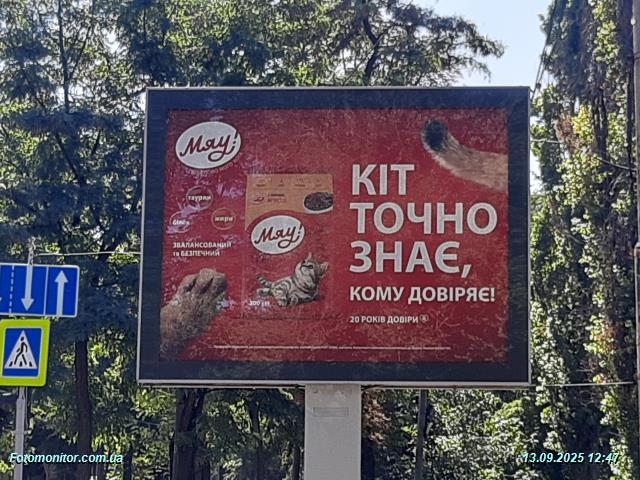 Мяу!
таурин
білки
жири
ЗБАЛАНСОВАНИЙ
та БЕЗПЕЧНИЙ
Мяу!
300 г
КІТ
ТОЧНО
ЗНАЄ,
КОМУ ДОВІРЯЄ!
20 РОКІВ ДОВІРИ
Fotomonitor.com.ua
13.09.2025 12:47